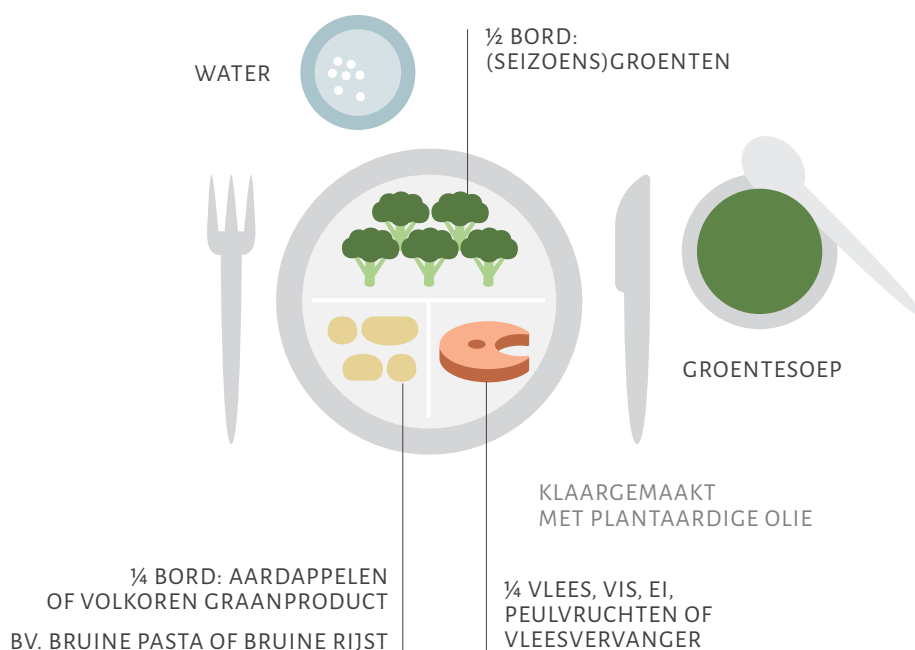 WATER
½ BORD:
(SEIZOENS)GROENTEN
GROENTESOEP
KLAARGEMAAKT
MET PLANTAARDIGE OLIE
¼ BORD: AARDAPPELEN
OF VOLKOREN GRAANPRODUCT
BV. BRUINE PASTA OF BRUINE RIJST
¼ VLEES, VIS, EI,
PEULVRUCHTEN OF
VLEESVERVANGER